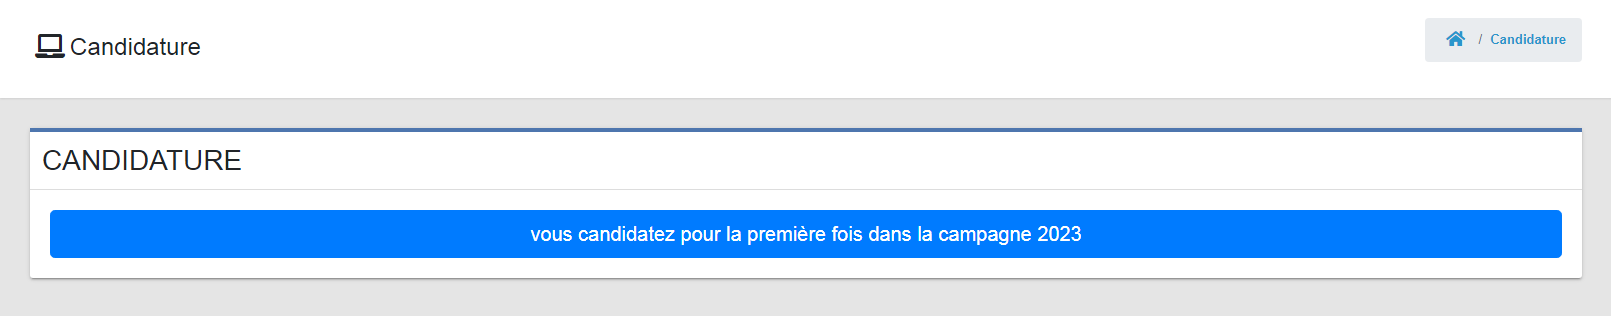 Candidature
/ Candidature
CANDIDATURE
vous candidatez pour la première fois dans la campagne 2023